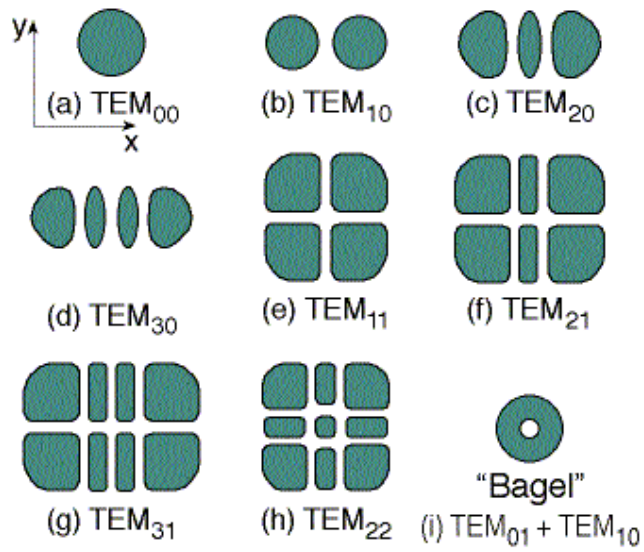 y
x
(a) TEM₀₀
(b) TEM₁₀
(c) TEM₂₀
(d) TEM₃₀
(e) TEM₁₁
(f) TEM₂₁
(g) TEM₃₁
(h) TEM₂₂
“Bagel”
(i) TEM₀₁ + TEM₁₀